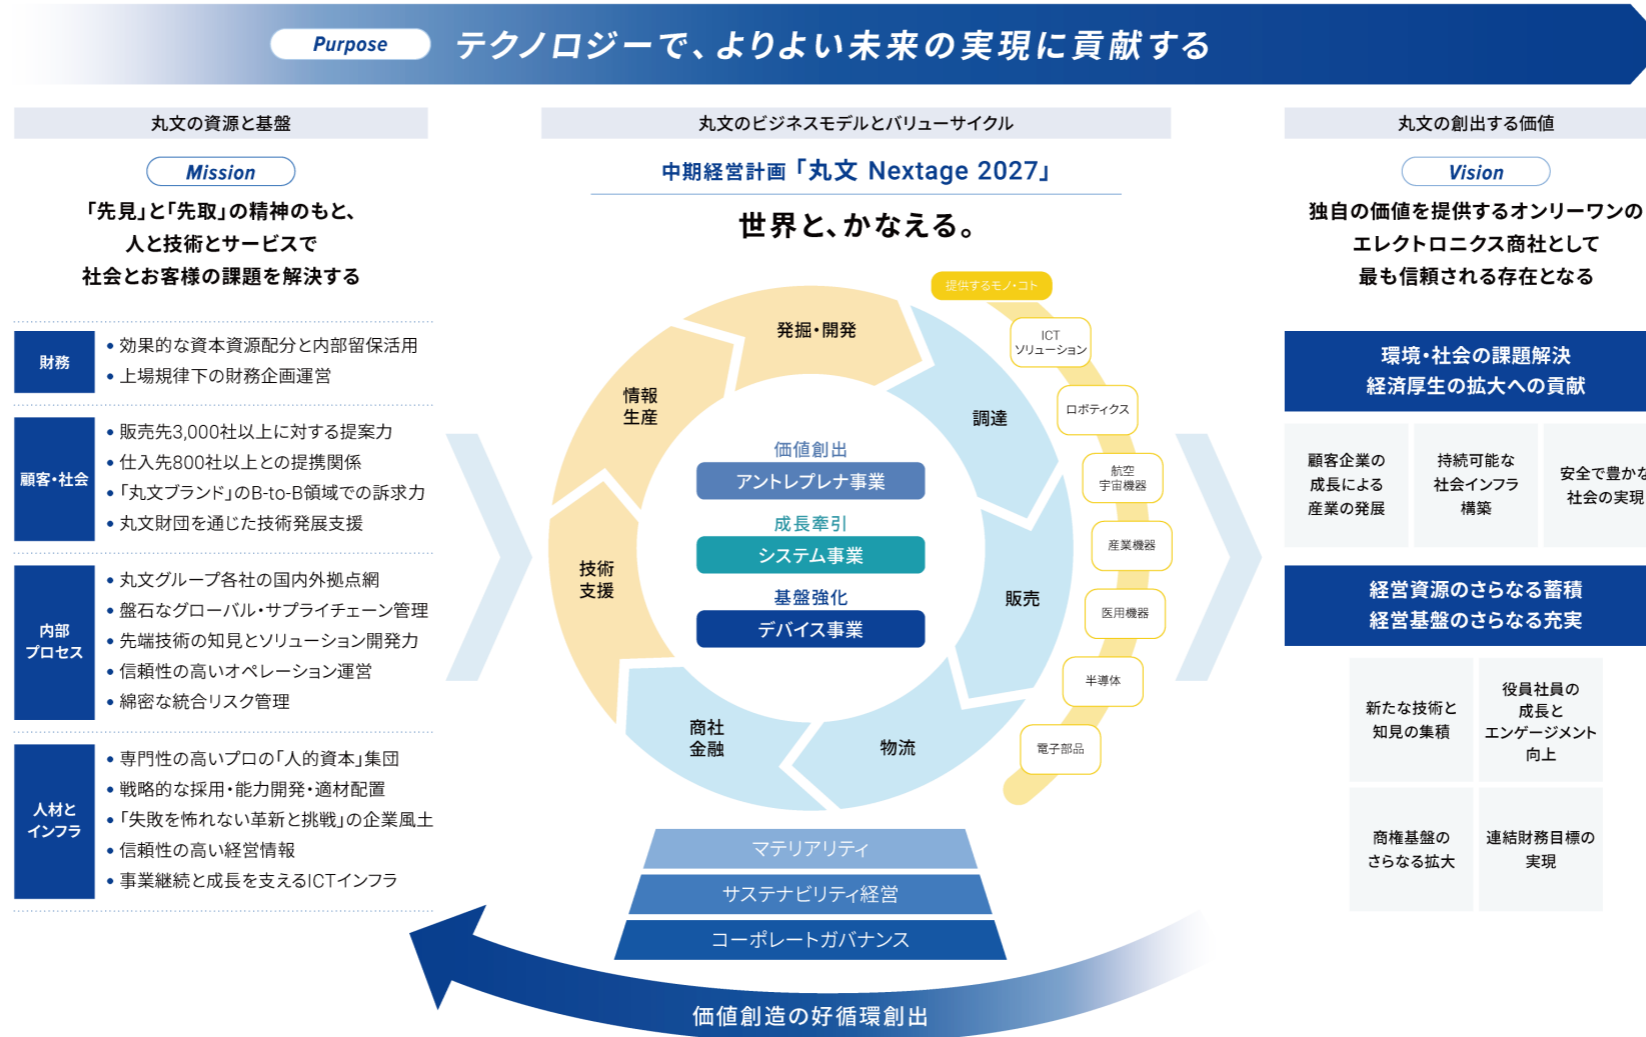 Purpose
テクノロジーで、よりよい未来の実現に貢献する
丸文の資源と基盤
Mission
「先見」と「先取」の精神のもと、
人と技術とサービスで
社会とお客様の課題を解決する
財務
• 効果的な資本資源配分と内部留保活用
• 上場規律下の財務企画運営
顧客・社会
• 販売先3,000社以上に対する提案力
• 仕入先800社以上との提携関係
• 「丸文ブランド」のB-to-B領域での訴求力
• 丸文財団を通じた技術発展支援
内部
プロセス
• 丸文グループ各社の国内外拠点網
• 盤石なグローバル・サプライチェーン管理
• 先端技術の知見とソリューション開発力
• 信頼性の高いオペレーション運営
• 綿密な統合リスク管理
人材と
インフラ
• 専門性の高いプロの「人的資本」集団
• 戦略的な採用・能力開発・適材配置
• 「失敗を怖れない革新と挑戦」の企業風土
• 信頼性の高い経営情報
• 事業継続と成長を支えるICTインフラ
丸文のビジネスモデルとバリューサイクル
中期経営計画「丸文 Nextage 2027」
世界と、かなえる。
発掘・開発
調達
販売
物流
商社
金融
技術
支援
情報
生産
価値創出
アントレプレナ事業
成長牽引
システム事業
基盤強化
デバイス事業
提供するモノ・コト
ICT
ソリューション
ロボティクス
航空
宇宙機器
産業機器
医用機器
半導体
電子部品
マテリアリティ
サステナビリティ経営
コーポレートガバナンス
丸文の創出する価値
Vision
独自の価値を提供するオンリーワンの
エレクトロニクス商社として
最も信頼される存在となる
環境・社会の課題解決
経済厚生の拡大への貢献
顧客企業の
成長による
産業の発展
持続可能な
社会インフラ
構築
安全で豊かな
社会の実現
経営資源のさらなる蓄積
経営基盤のさらなる充実
新たな技術と
知見の集積
役員社員の
成長と
エンゲージメント
向上
商権基盤の
さらなる拡大
連結財務目標の
実現
価値創造の好循環創出